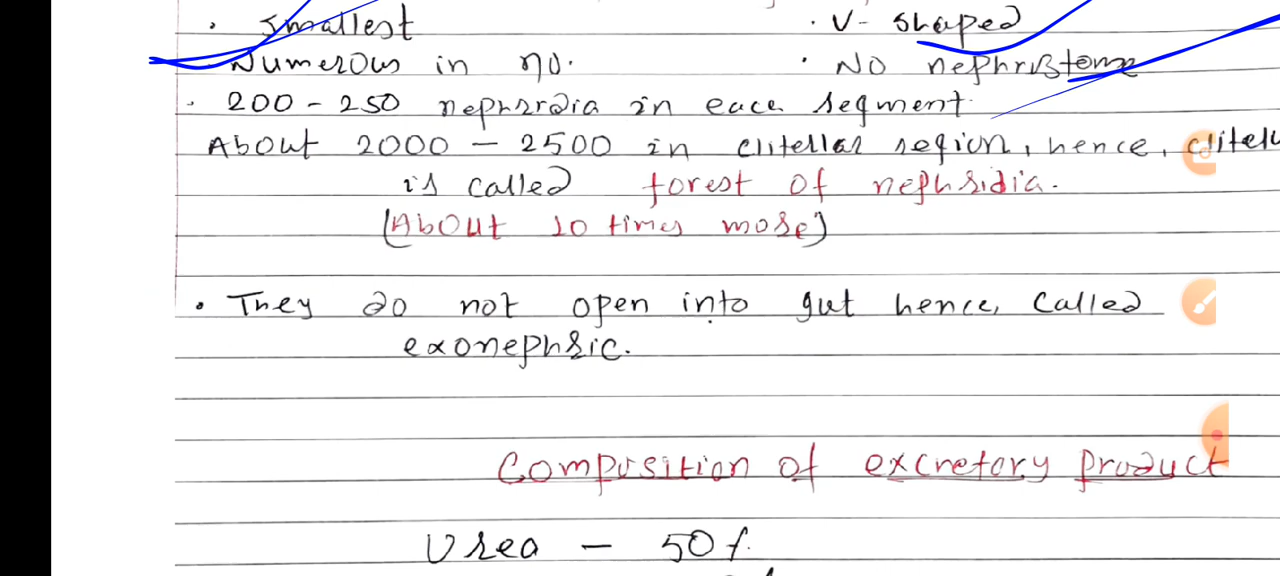 · Smallest · V- shaped
Numerous in no. · No nephristome
· 200 - 250 nephridia in each segment.
About 2000 - 2500 in clitellar region, hence, clitell
is called forest of nephridia.
(About 10 times more)
· They do not open into gut hence, called
exonephric.
Composition of excretory product
Urea - 50 %.